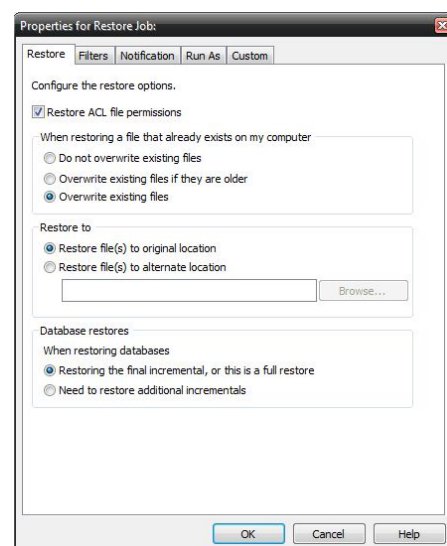 Properties for Restore Job:
Restore Filters Notification Run As Custom
Configure the restore options.
Restore ACL file permissions
When restoring a file that already exists on my computer
Do not overwrite existing files
Overwrite existing files if they are older
Overwrite existing files
Restore to
Restore file(s) to original location
Restore file(s) to alternate location
Browse...
Database restores
When restoring databases
Restoring the final incremental, or this is a full restore
Need to restore additional incrementals
OK Cancel Help